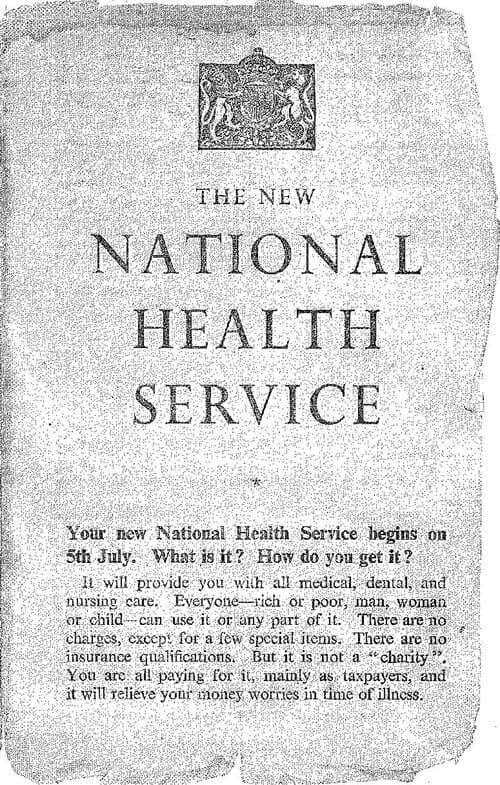 THE NEW
NATIONAL
HEALTH
SERVICE
*
Your new National Health Service begins on
5th July. What is it? How do you get it?
It will provide you with all medical, dental, and
nursing care. Everyone—rich or poor, man, woman
or child—can use it or any part of it. There are no
charges, except for a few special items. There are no
insurance qualifications. But it is not a “charity”.
You are all paying for it, mainly as taxpayers, and
it will relieve your money worries in time of illness.